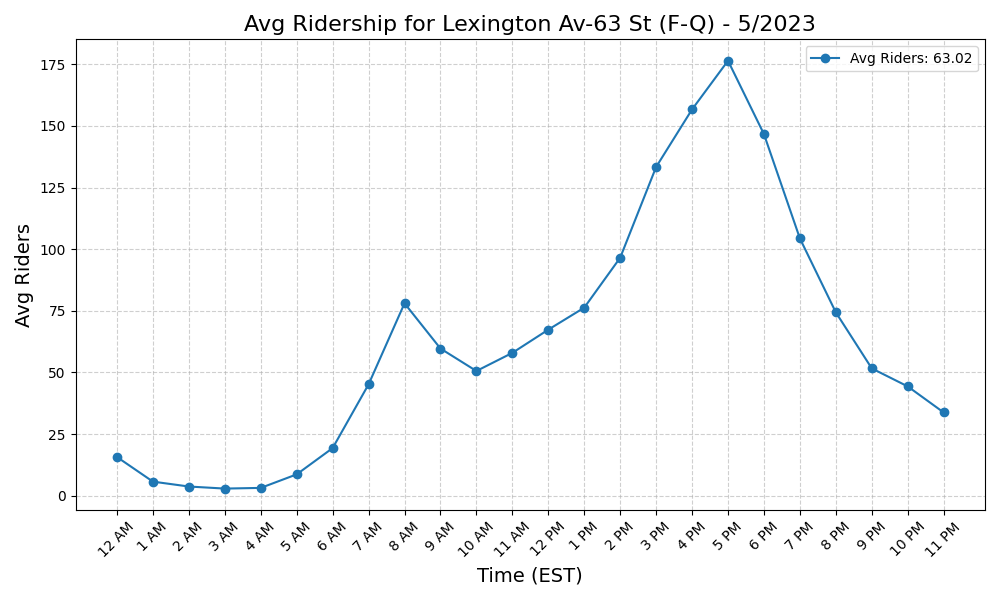 Avg Ridership for Lexington Av-63 St (F-Q) - 5/2023
Avg Riders: 63.02
Avg Riders
175
150
125
100
75
50
25
0
12 AM
1 AM
2 AM
3 AM
4 AM
5 AM
6 AM
7 AM
8 AM
9 AM
10 AM
11 AM
12 PM
1 PM
2 PM
3 PM
4 PM
5 PM
6 PM
7 PM
8 PM
9 PM
10 PM
11 PM
Time (EST)